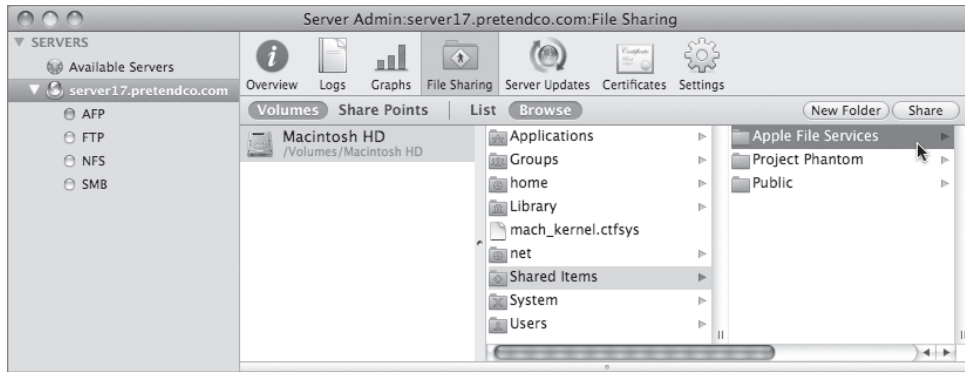 Server Admin:server17.pretendco.com:File Sharing
SERVERS
Available Servers
server17.pretendco.com
AFP
FTP
NFS
SMB
Overview Logs Graphs File Sharing Server Updates Certificates Settings
Volumes Share Points List Browse New Folder Share
Macintosh HD
/Volumes/Macintosh HD
Applications
Groups
home
Library
mach_kernel.ctfsys
net
Shared Items
System
Users
Apple File Services
Project Phantom
Public